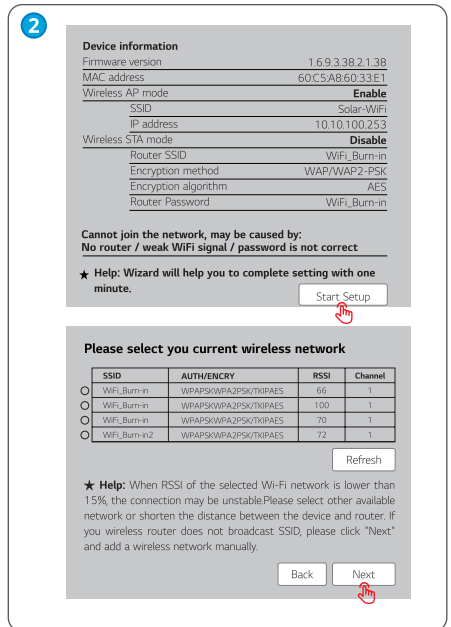 2
Device information
Firmware version 1.6.9.3.38.2.1.38
MAC address 60:C5:A8:60:33:E1
Wireless AP mode Enable
SSID Solar-WiFi
IP address 10.10.100.253
Wireless STA mode Disable
Router SSID WiFi_Burn-in
Encryption method WAP/WAP2-PSK
Encryption algorithm AES
Router Password WiFi_Burn-in
Cannot join the network, may be caused by:
No router / weak WiFi signal / password is not correct
★ Help: Wizard will help you to complete setting with one
minute.
Start Setup
Please select you current wireless network
SSID AUTH/ENCRY RSSI Channel
WiFi_Burn-in WPAPSKWPA2PSK/TKIPAES 66 1
WiFi_Burn-in WPAPSKWPA2PSK/TKIPAES 100 1
WiFi_Burn-in WPAPSKWPA2PSK/TKIPAES 70 1
WiFi_Burn-in2 WPAPSKWPA2PSK/TKIPAES 72 1
Refresh
★ Help: When RSSI of the selected Wi-Fi network is lower than
15%, the connection may be unstable.Please select other available
network or shorten the distance between the device and router. If
you wireless router does not broadcast SSID, please click "Next"
and add a wireless network manually.
Back Next